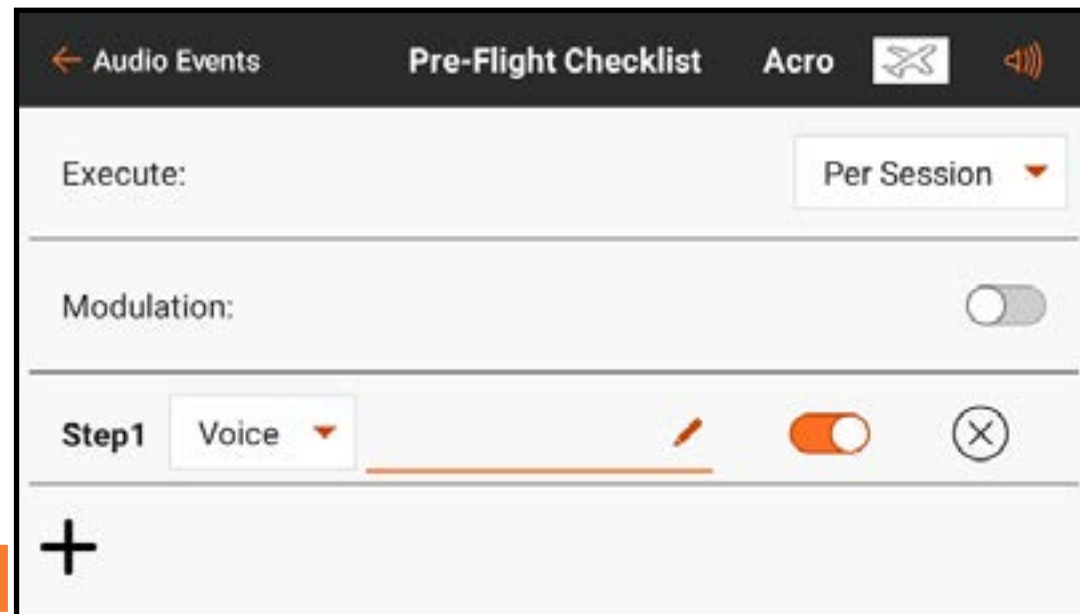 Audio Events Pre-Flight Checklist Acro
Execute: Per Session
Modulation:
Step1 Voice